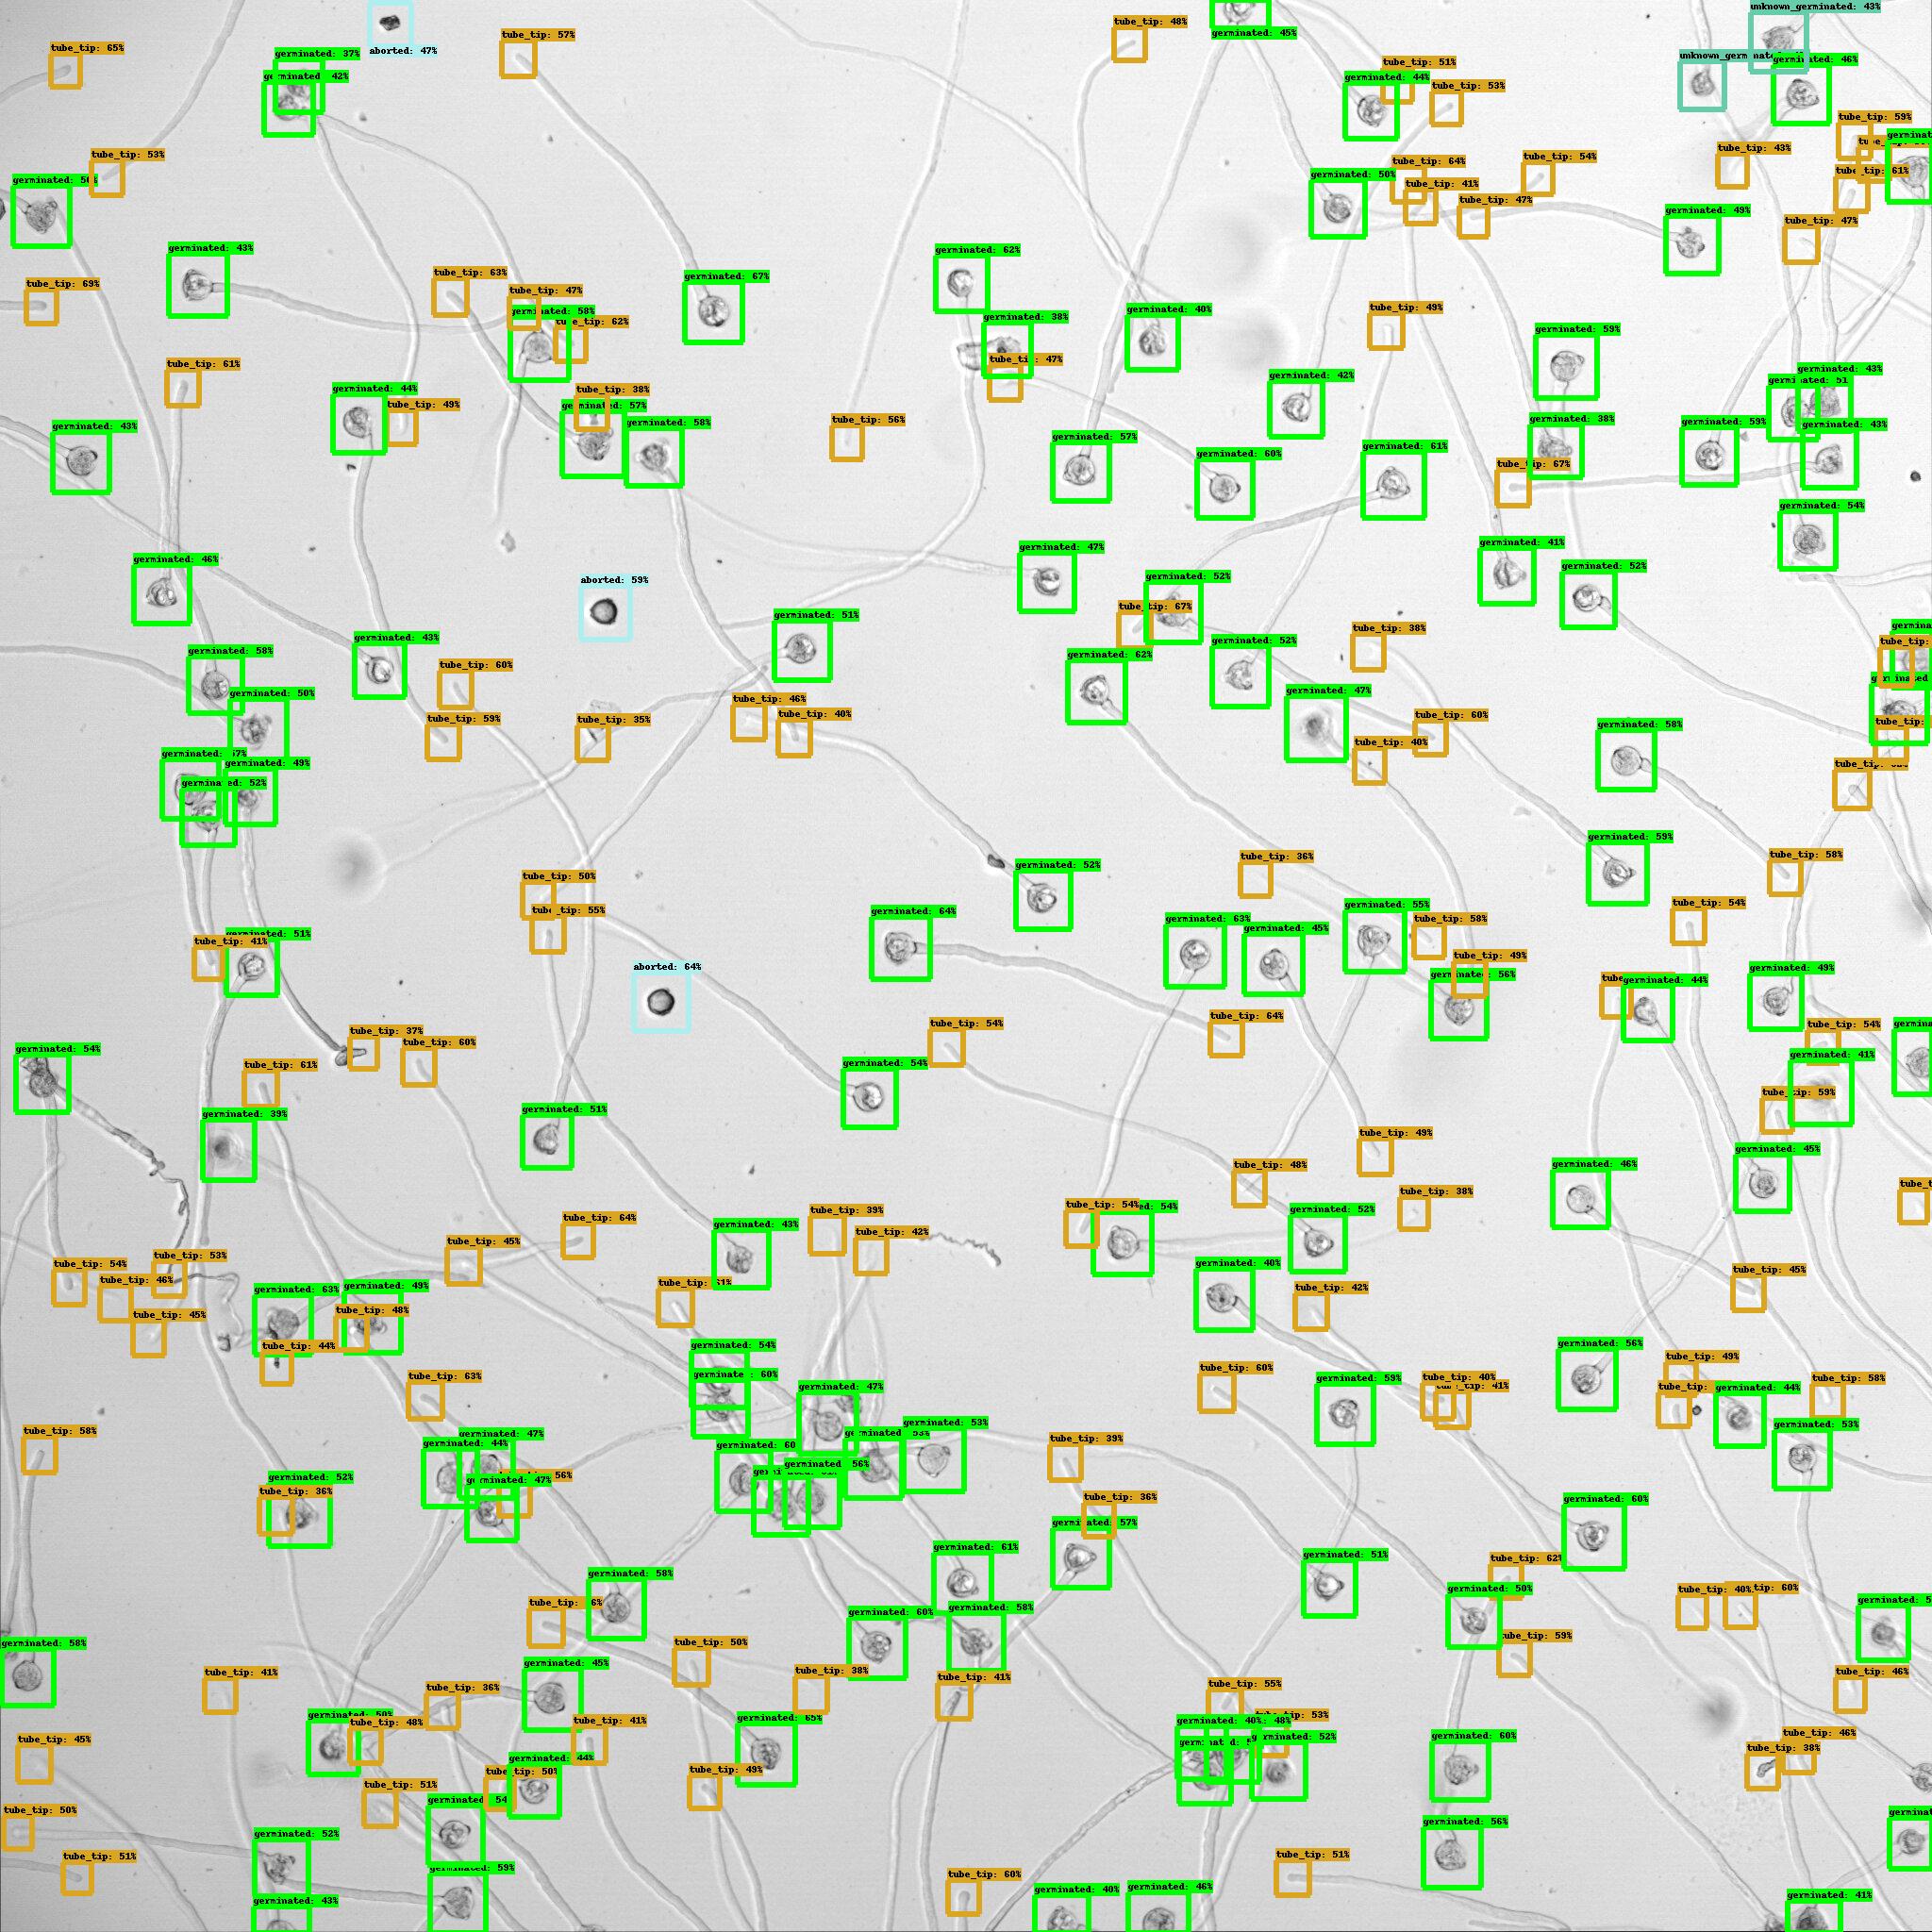 unknown_germinated: 43%
tube_tip: 48%
germinated: 45%
tube_tip: 57%
tube_tip: 65%
aborted: 47%
germinated: 37%
germinated: 42%
tube_tip: 51%
germinated: 44%
germinated: 46%
tube_tip: 53%
tube_tip: 59%
tube_tip: 53%
tube_tip: 43%
tube_tip: 54%
tube_tip: 64%
tube_tip: 41%
germinated: 50%
tube_tip: 47%
germinated: 49%
tube_tip: 47%
germinated: 43%
germinated: 62%
tube_tip: 63%
germinated: 67%
tube_tip: 69%
tube_tip: 47%
germinated: 58%
tube_tip: 62%
germinated: 38%
germinated: 40%
tube_tip: 49%
germinated: 59%
tube_tip: 61%
germinated: 44%
tube_tip: 49%
tube_tip: 38%
germinated: 57%
germinated: 58%
tube_tip: 56%
germinated: 42%
germinated: 43%
germinated: 38%
germinated: 59%
germinated: 43%
germinated: 43%
germinated: 57%
germinated: 60%
germinated: 61%
tube_tip: 67%
germinated: 54%
germinated: 46%
aborted: 59%
germinated: 47%
germinated: 52%
tube_tip: 67%
germinated: 41%
germinated: 52%
germinated: 51%
germinated: 43%
germinated: 58%
germinated: 50%
tube_tip: 60%
tube_tip: 59%
tube_tip: 35%
tube_tip: 46%
tube_tip: 40%
germinated: 62%
germinated: 52%
tube_tip: 38%
germinated: 47%
tube_tip: 60%
tube_tip: 40%
germinated: 58%
germinated: 49%
germinated: 52%
germinated: 59%
tube_tip: 58%
tube_tip: 36%
germinated: 52%
tube_tip: 50%
tube_tip: 55%
germinated: 64%
germinated: 63%
germinated: 45%
germinated: 55%
tube_tip: 58%
tube_tip: 49%
germinated: 56%
tube_tip: 54%
tube_tip: 41%
germinated: 51%
aborted: 64%
germinated: 44%
germinated: 49%
tube_tip: 54%
germinated: 41%
tube_tip: 59%
germinated: 54%
tube_tip: 37%
tube_tip: 60%
tube_tip: 61%
germinated: 39%
germinated: 51%
germinated: 54%
tube_tip: 54%
tube_tip: 64%
tube_tip: 49%
tube_tip: 48%
tube_tip: 38%
germinated: 46%
germinated: 45%
tube_tip: 54%
germinated: 52%
germinated: 43%
tube_tip: 39%
tube_tip: 42%
tube_tip: 64%
tube_tip: 45%
tube_tip: 54%
tube_tip: 53%
tube_tip: 46%
tube_tip: 45%
germinated: 63%
germinated: 49%
tube_tip: 48%
tube_tip: 44%
germinated: 40%
tube_tip: 42%
tube_tip: 45%
germinated: 56%
tube_tip: 49%
germinated: 44%
tube_tip: 58%
germinated: 53%
germinated: 54%
germinated: 47%
germinated: 53%
germinated: 56%
tube_tip: 63%
tube_tip: 60%
germinated: 59%
tube_tip: 40%
tube_tip: 58%
germinated: 47%
germinated: 44%
germinated: 47%
germinated: 52%
tube_tip: 36%
tube_tip: 39%
tube_tip: 36%
germinated: 57%
germinated: 60%
germinated: 61%
germinated: 51%
tube_tip: 62%
germinated: 50%
tube_tip: 59%
germinated: 58%
germinated: 60%
germinated: 58%
germinated: 58%
tube_tip: 50%
tube_tip: 38%
tube_tip: 41%
germinated: 45%
tube_tip: 41%
tube_tip: 36%
tube_tip: 48%
tube_tip: 41%
germinated: 44%
tube_tip: 50%
tube_tip: 49%
tube_tip: 55%
germinated: 52%
germinated: 60%
tube_tip: 46%
tube_tip: 46%
tube_tip: 45%
tube_tip: 51%
tube_tip: 50%
germinated: 52%
tube_tip: 51%
germinated: 59%
germinated: 43%
germinated: 56%
tube_tip: 51%
tube_tip: 60%
germinated: 40%
germinated: 46%
germinated: 41%